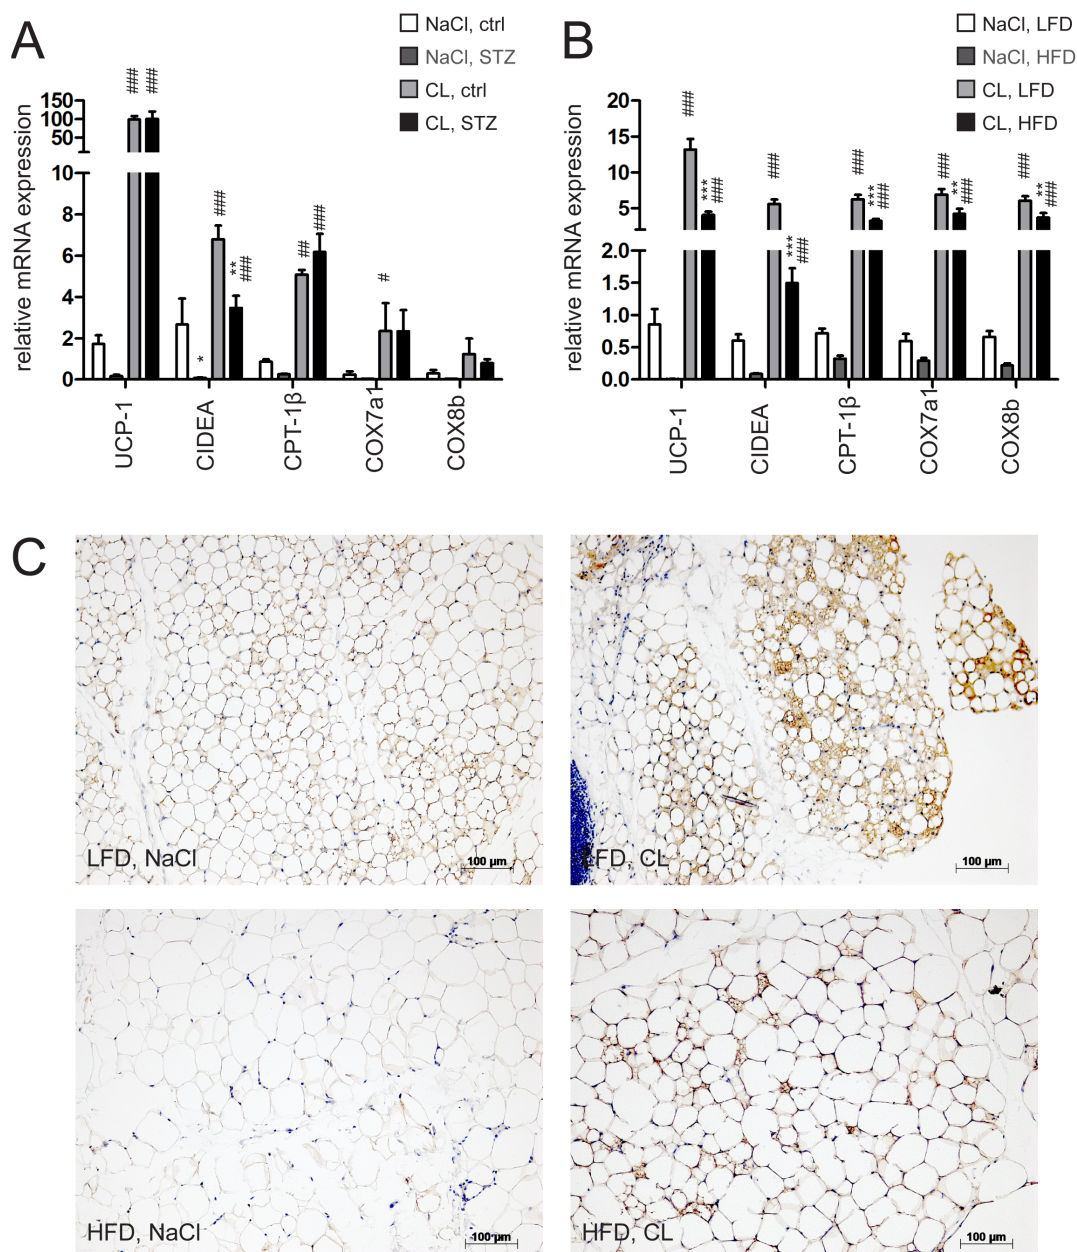 A
NaCl, ctrl
NaCl, STZ
CL, ctrl
CL, STZ
relative mRNA expression
150
100
50
10
8
6
4
2
0
### ###
* ### ** ###
## ###
#
UCP-1
CIDEA
CPT-1β
COX7a1
COX8b
B
NaCl, LFD
NaCl, HFD
CL, LFD
CL, HFD
relative mRNA expression
20
15
10
5
2.0
1.5
1.0
0.5
0.0
### *** ###
### *** ###
### *** ###
### ** ###
### ** ###
UCP-1
CIDEA
CPT-1β
COX7a1
COX8b
C
LFD, NaCl
100 µm
LFD, CL
100 µm
HFD, NaCl
100 µm
HFD, CL
100 µm